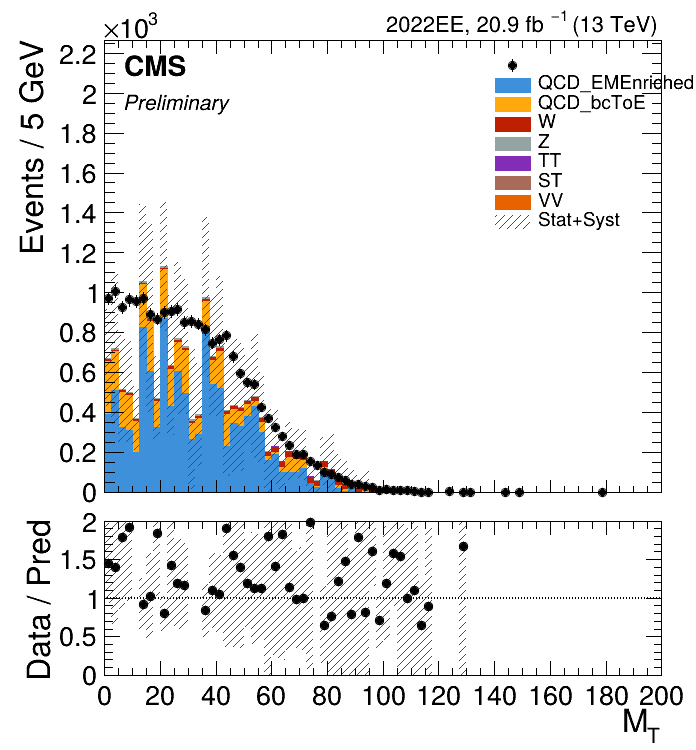 ×10³
2022EE, 20.9 fb ⁻¹ (13 TeV)
Events / 5 GeV
CMS
Preliminary
QCD_EMEnriched
QCD_bcToE
W
Z
TT
ST
VV
Stat+Syst
2.2
2
1.8
1.6
1.4
1.2
1
0.8
0.6
0.4
0.2
0
Data / Pred
2
1.5
1
0.5
0
0 20 40 60 80 100 120 140 160 180 200
M_T